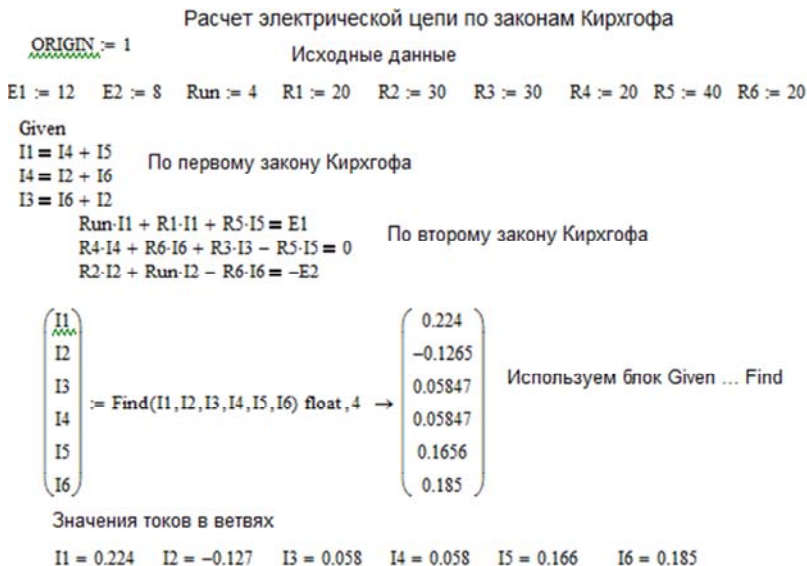 Расчет электрической цепи по законам Кирхгофа
ORIGIN := 1
Исходные данные
E1 := 12 E2 := 8 Run := 4 R1 := 20 R2 := 30 R3 := 30 R4 := 20 R5 := 40 R6 := 20
Given
I1 = I4 + I5
I4 = I2 + I6
I3 = I6 + I2
По первому закону Кирхгофа
Run·I1 + R1·I1 + R5·I5 = E1
R4·I4 + R6·I6 + R3·I3 − R5·I5 = 0
R2·I2 + Run·I2 − R6·I6 = −E2
По второму закону Кирхгофа
I1
I2
I3
I4
I5
I6
:= Find(I1,I2,I3,I4,I5,I6) float,4 →
0.224
−0.1265
0.05847
0.05847
0.1656
0.185
Используем блок Given ... Find
Значения токов в ветвях
I1 = 0.224 I2 = −0.127 I3 = 0.058 I4 = 0.058 I5 = 0.166 I6 = 0.185